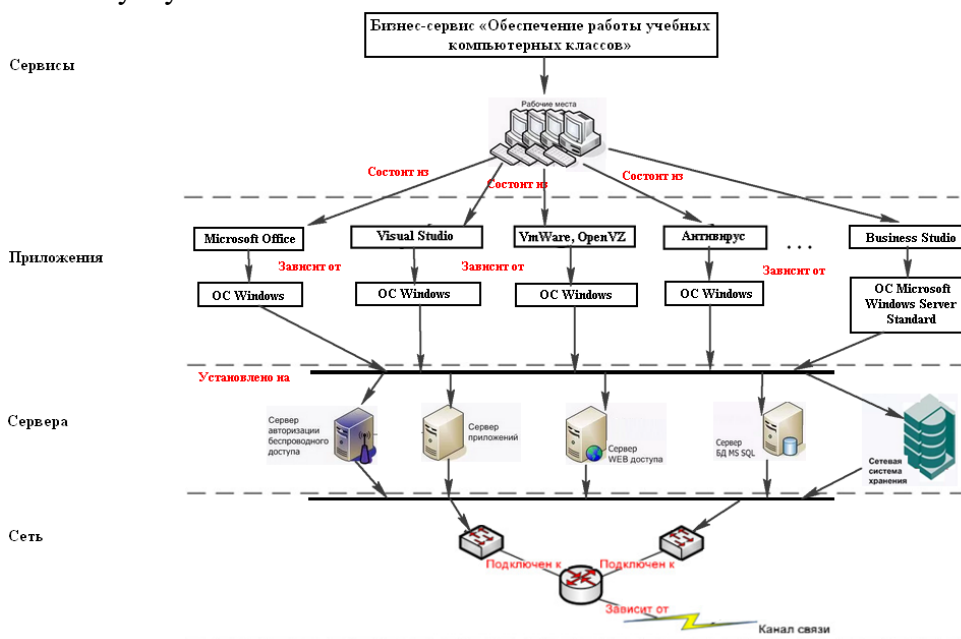 Бизнес-сервис «Обеспечение работы учебных
компьютерных классов»
Сервисы
Рабочие места
Состоит из
Состоит из
Состоит из
Microsoft Office
Visual Studio
VmWare, OpenVZ
Антивирус
...
Business Studio
Приложения
Зависит от
Зависит от
Зависит от
ОС Windows
ОС Windows
ОС Windows
ОС Windows
ОС Microsoft
Windows Server
Standard
Установлено на
Сервера
Сервер
авторизации
беспроводного
доступа
Сервер
приложений
Сервер
WEB доступа
Сервер
БД MS SQL
Сетевая
система
хранения
Сеть
Подключен к
Подключен к
Зависит от
Канал связи